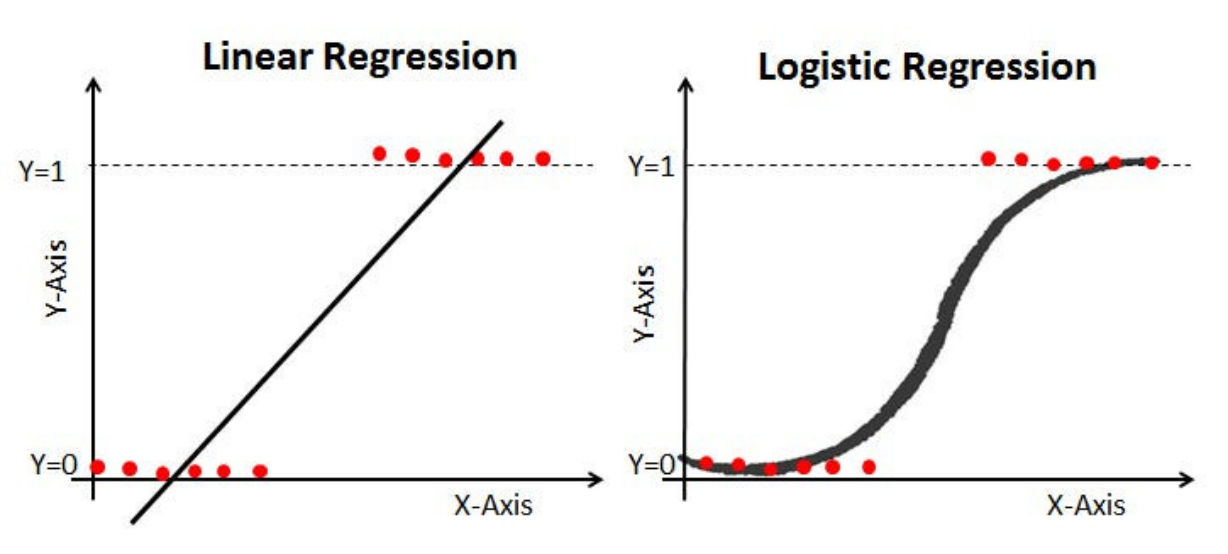 Linear Regression
Y=1
Y-Axis
Y=0
X-Axis
Logistic Regression
Y=1
Y-Axis
Y=0
X-Axis